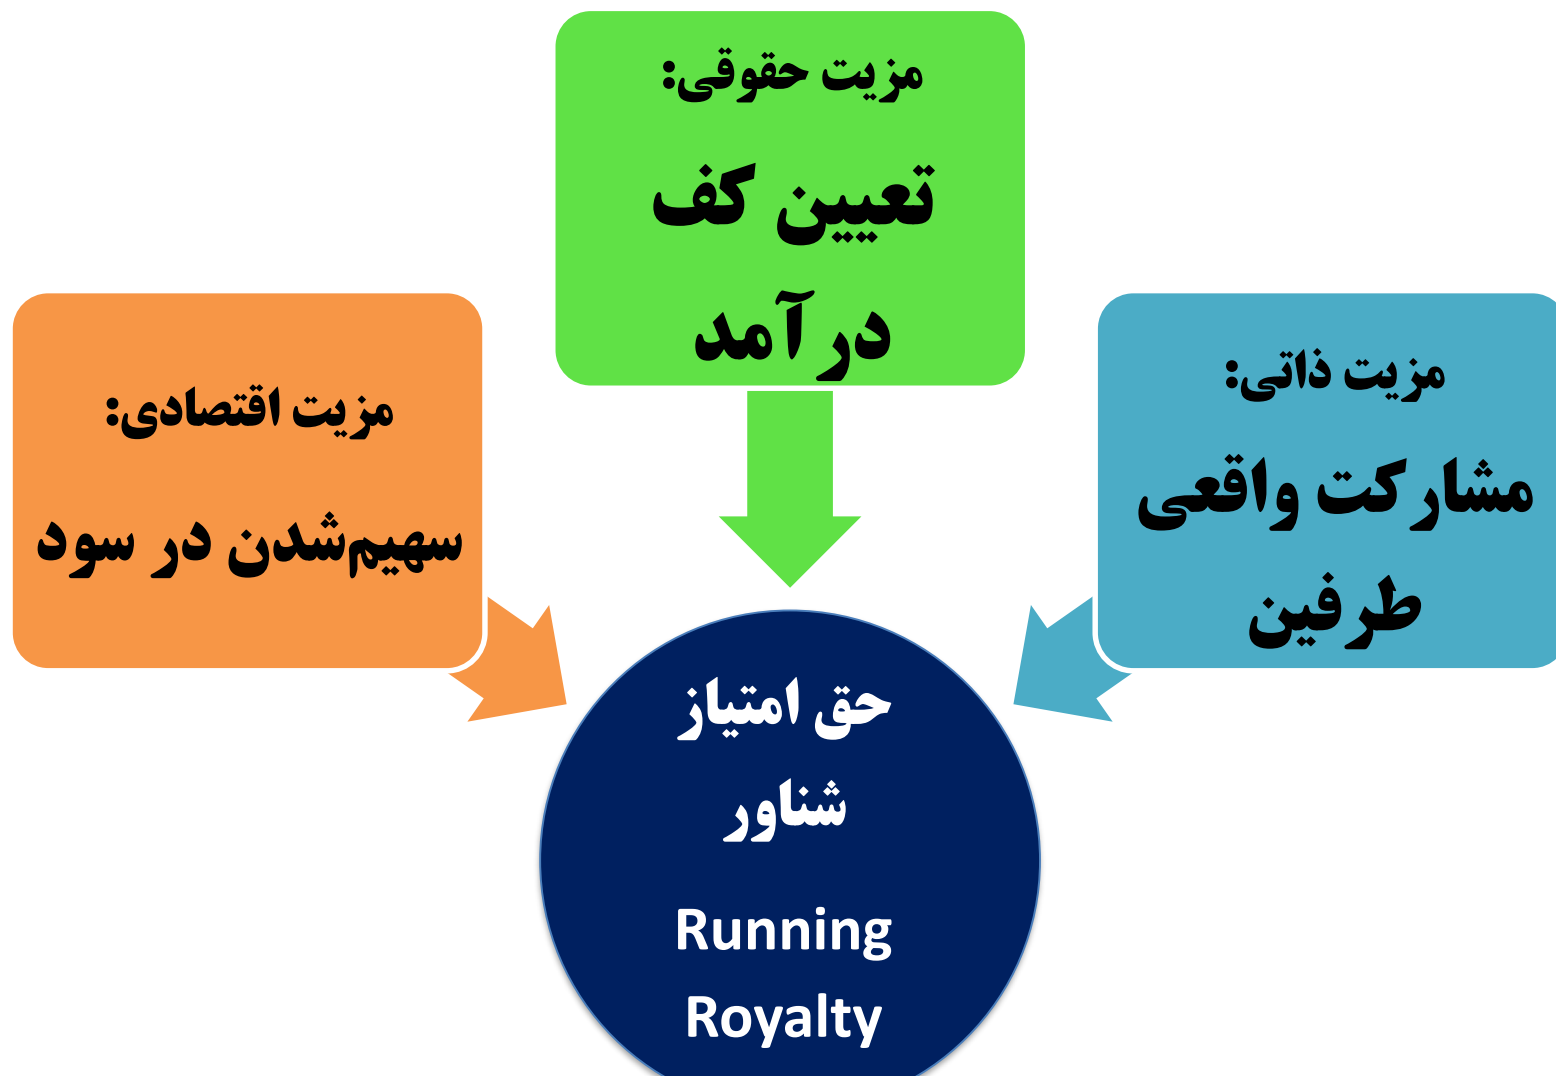 مزیت حقوقی:
تعیین کف
درآمد
مزیت ذاتی:
مشارکت واقعی
طرفین
مزیت اقتصادی:
سهیم‌شدن در سود
حق امتیاز
شناور
Running
Royalty